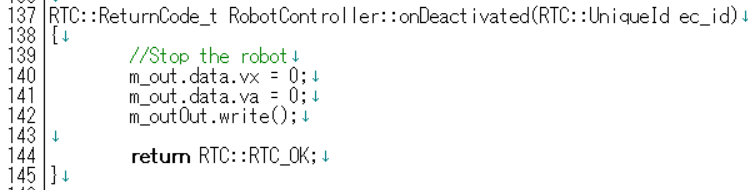 137 RTC::ReturnCode_t RobotController::onDeactivated(RTC::UniqueId ec_id)↓
138 {↓
139 //Stop the robot↓
140 m_out.data.vx = 0;↓
141 m_out.data.va = 0;↓
142 m_outOut.write();↓
143 ↓
144 return RTC::RTC_OK;↓
145 }↓